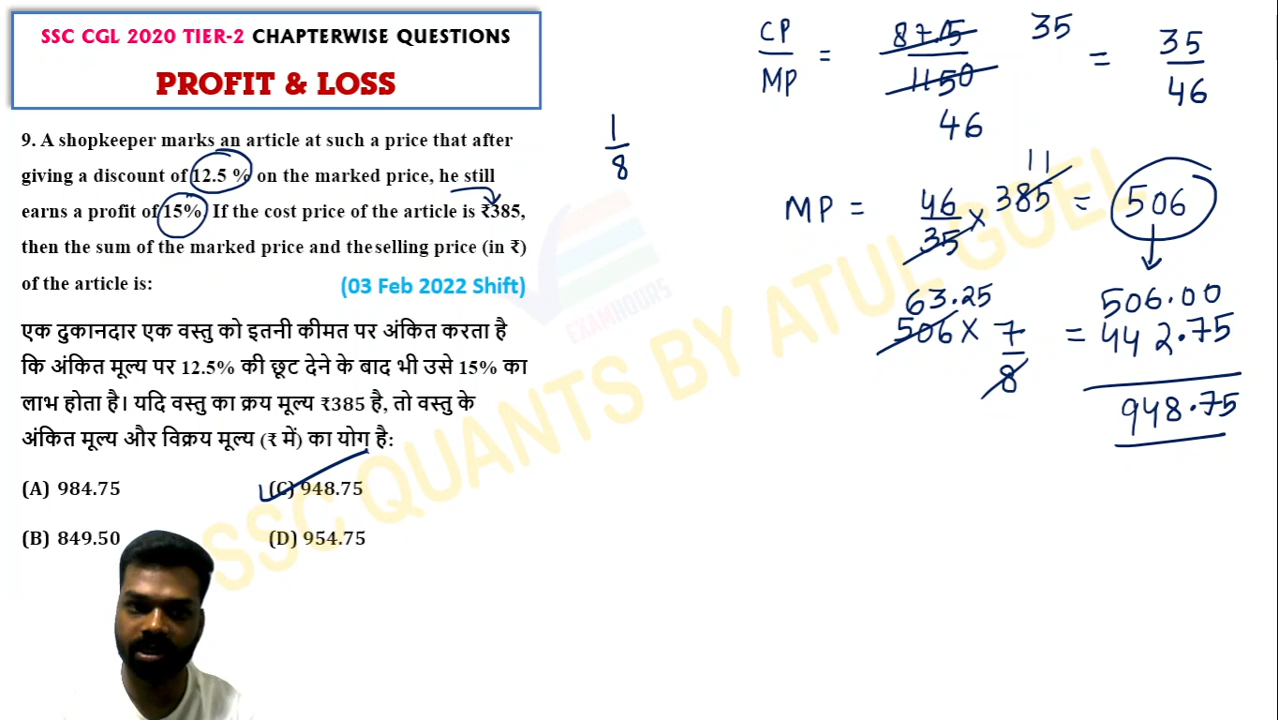 SSC CGL 2020 TIER-2 CHAPTERWISE QUESTIONS
PROFIT & LOSS
9. A shopkeeper marks an article at such a price that after
giving a discount of 12.5 % on the marked price, he still
earns a profit of 15%. If the cost price of the article is ₹385,
then the sum of the marked price and theselling price (in ₹)
of the article is:
(03 Feb 2022 Shift)
एक दुकानदार एक वस्तु को इतनी कीमत पर अंकित करता है
कि अंकित मूल्य पर 12.5% की छूट देने के बाद भी उसे 15% का
लाभ होता है। यदि वस्तु का क्रय मूल्य ₹385 है, तो वस्तु के
अंकित मूल्य और विक्रय मूल्य (₹ में) का योग है:
(A) 984.75
(C) 948.75
(B) 849.50
(D) 954.75
1/8
CP/MP = 87.5/1150 35 46 = 35/46
MP = 46/35 × 385 11 = 506
63.25
506 × 7/8 = 442.75
506.00
948.75
SSC QUANTS BY ATUL GOEL
EXAMHOURS